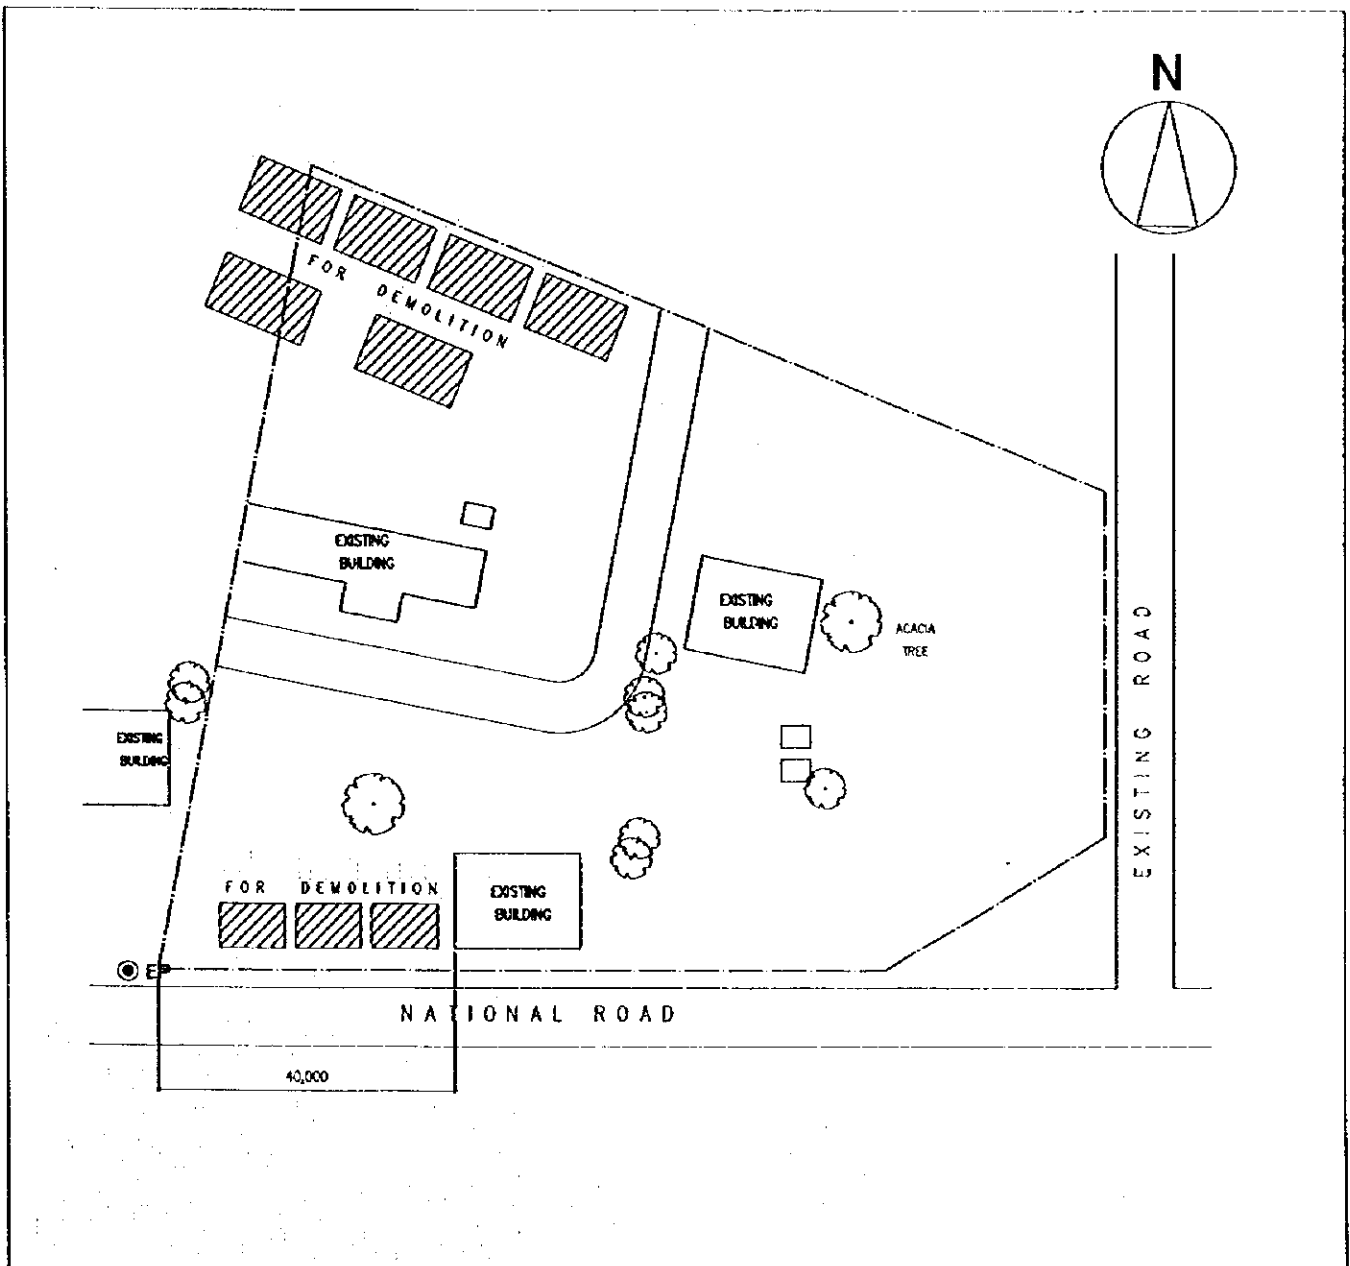 N
FOR DEMOLITION
EXISTING
BUILDING
EXISTING
BUILDING
ACACIA
TREE
EXISTING ROAD
EXISTING
BUILDING
FOR DEMOLITION
EXISTING
BUILDING
E
NATIONAL ROAD
40,000